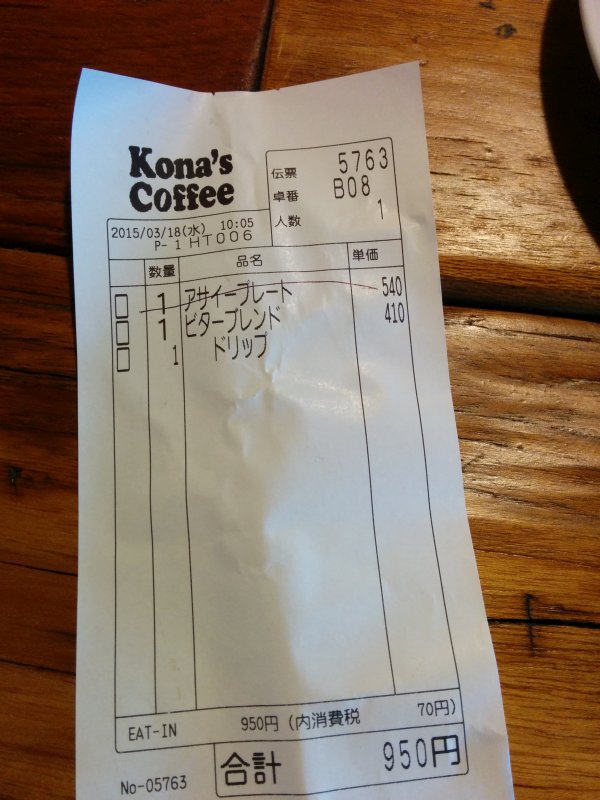 Kona's
Coffee
伝票 5763
卓番 B08
人数 1
2015/03/18(水) 10:05
P-1HT006
数量 品名 単価
1 アサイープレート 540
1 ビターブレンド 410
1 ドリップ
EAT-IN 950円 (内消費税 70円)
No-05763 合計 950円